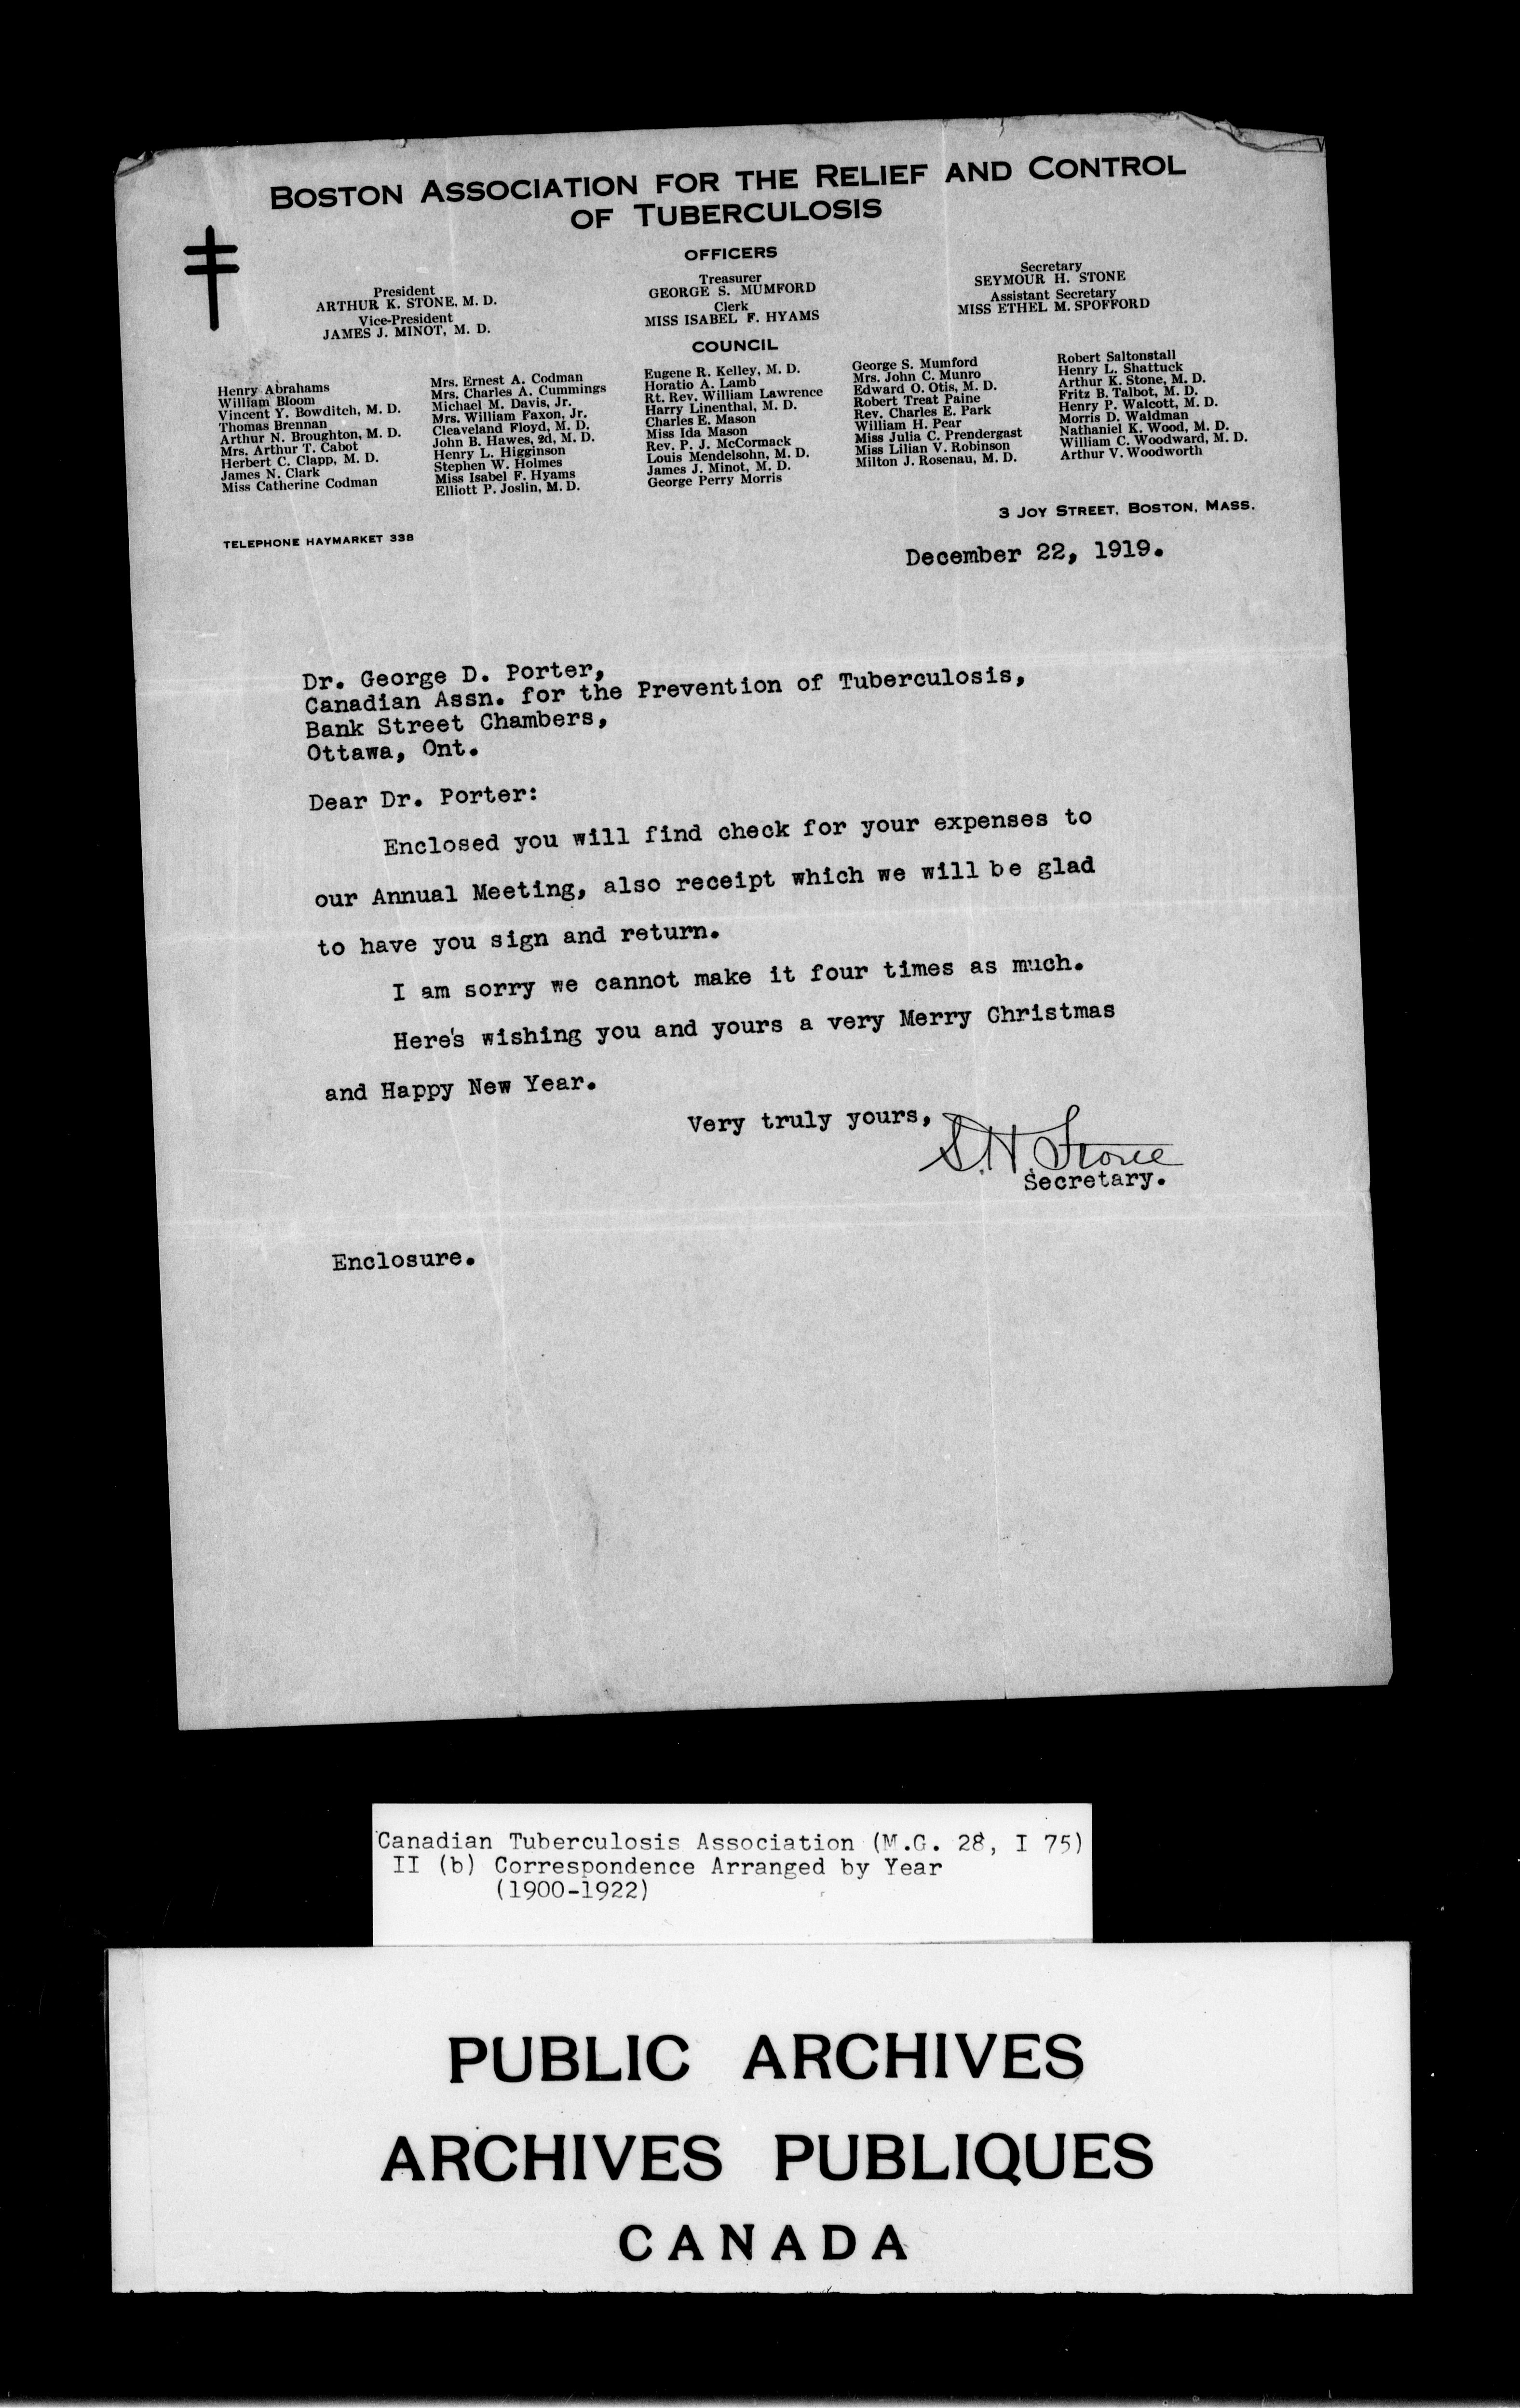 BOSTON ASSOCIATION FOR THE RELIEF AND CONTROL
OF TUBERCULOSIS
OFFICERS
President
ARTHUR K. STONE, M. D.
Vice-President
JAMES J. MINOT, M. D.
Treasurer
GEORGE S. MUMFORD
Clerk
MISS ISABEL F. HYAMS
Secretary
SEYMOUR H. STONE
Assistant Secretary
MISS ETHEL M. SPOFFORD
COUNCIL
Henry Abrahams
William Bloom
Vincent Y. Bowditch, M. D.
Thomas Brennan
Arthur N. Broughton, M. D.
Mrs. Arthur T. Cabot
Herbert C. Clapp, M. D.
James N. Clark
Miss Catherine Codman
Mrs. Ernest A. Codman
Mrs. Charles A. Cummings
Michael M. Davis, Jr.
Mrs. William Faxon, Jr.
Cleaveland Floyd, M. D.
John B. Hawes, 2d, M. D.
Henry L. Higginson
Stephen W. Holmes
Miss Isabel F. Hyams
Elliott P. Joslin, M. D.
Eugene R. Kelley, M. D.
Horatio A. Lamb
Rt. Rev. William Lawrence
Harry Linenthal, M. D.
Charles E. Mason
Miss Ida Mason
Rev. P. J. McCormack
Louis Mendelsohn, M. D.
James J. Minot, M. D.
George Perry Morris
George S. Mumford
Mrs. John C. Munro
Edward O. Otis, M. D.
Robert Treat Paine
Rev. Charles E. Park
William H. Pear
Miss Julia C. Prendergast
Miss Lilian V. Robinson
Milton J. Rosenau, M. D.
Robert Saltonstall
Henry L. Shattuck
Arthur K. Stone, M. D.
Fritz B. Talbot, M. D.
Henry P. Walcott, M. D.
Morris D. Waldman
Nathaniel K. Wood, M. D.
William C. Woodward, M. D.
Arthur V. Woodworth
3 JOY STREET, BOSTON, MASS.
TELEPHONE HAYMARKET 338
December 22, 1919.
Dr. George D. Porter,
Canadian Assn. for the Prevention of Tuberculosis,
Bank Street Chambers,
Ottawa, Ont.
Dear Dr. Porter:
Enclosed you will find check for your expenses to
our Annual Meeting, also receipt which we will be glad
to have you sign and return.
I am sorry we cannot make it four times as much.
Here's wishing you and yours a very Merry Christmas
and Happy New Year.
Very truly yours,
S. H. Stone
Secretary.
Enclosure.
Canadian Tuberculosis Association (M.G. 28, I 75)
II (b) Correspondence Arranged by Year
(1900-1922)
PUBLIC ARCHIVES
ARCHIVES PUBLIQUES
CANADA